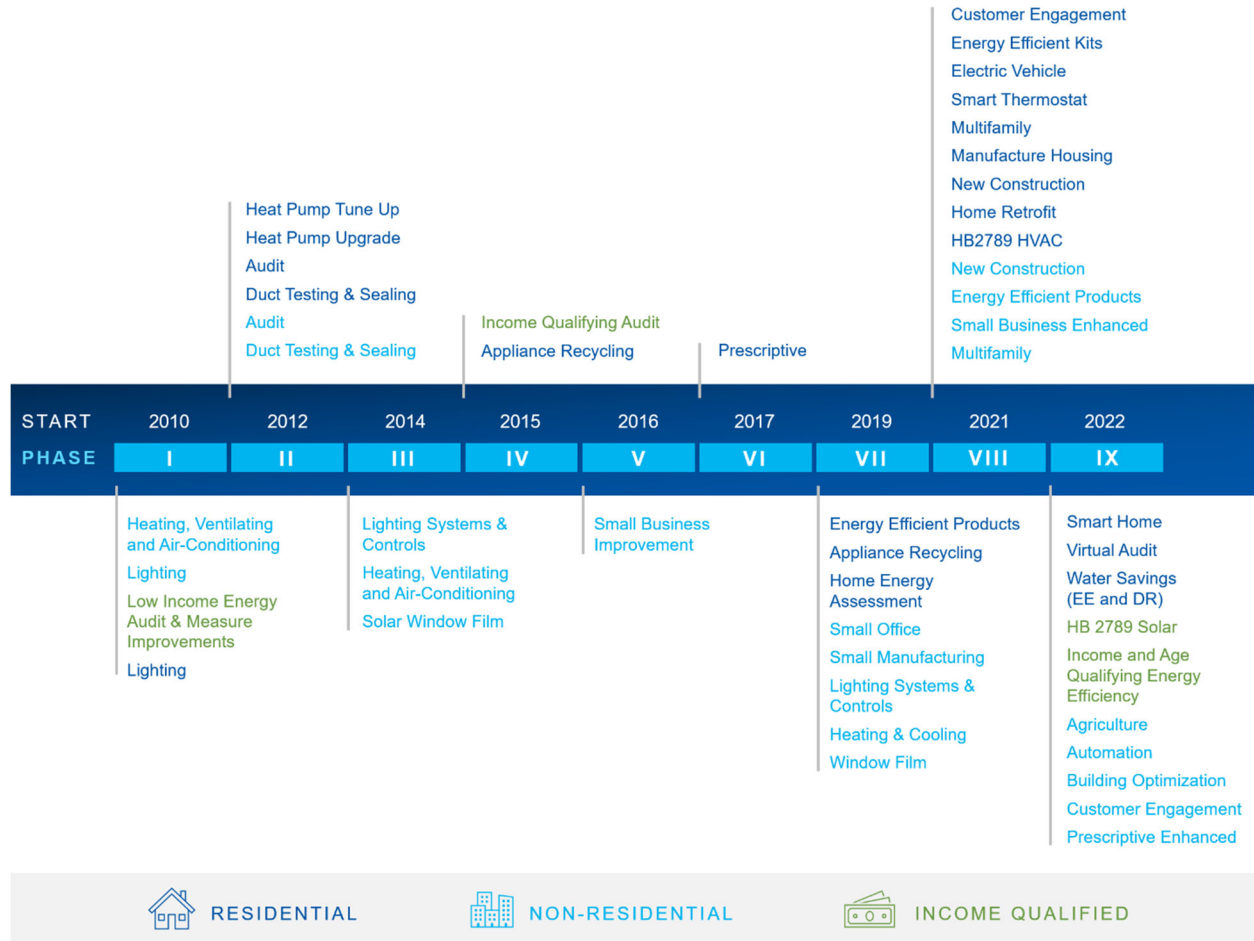 Customer Engagement
Energy Efficient Kits
Electric Vehicle
Smart Thermostat
Multifamily
Manufacture Housing
New Construction
Home Retrofit
HB2789 HVAC
New Construction
Energy Efficient Products
Small Business Enhanced
Multifamily
Heat Pump Tune Up
Heat Pump Upgrade
Audit
Duct Testing & Sealing
Audit
Duct Testing & Sealing
Income Qualifying Audit
Appliance Recycling
Prescriptive
START 2010 2012 2014 2015 2016 2017 2019 2021 2022
PHASE I II III IV V VI VII VIII IX
Heating, Ventilating
and Air-Conditioning
Lighting
Low Income Energy
Audit & Measure
Improvements
Lighting
Lighting Systems &
Controls
Heating, Ventilating
and Air-Conditioning
Solar Window Film
Small Business
Improvement
Energy Efficient Products
Appliance Recycling
Home Energy
Assessment
Small Office
Small Manufacturing
Lighting Systems &
Controls
Heating & Cooling
Window Film
Smart Home
Virtual Audit
Water Savings
(EE and DR)
HB 2789 Solar
Income and Age
Qualifying Energy
Efficiency
Agriculture
Automation
Building Optimization
Customer Engagement
Prescriptive Enhanced
RESIDENTIAL
NON-RESIDENTIAL
INCOME QUALIFIED